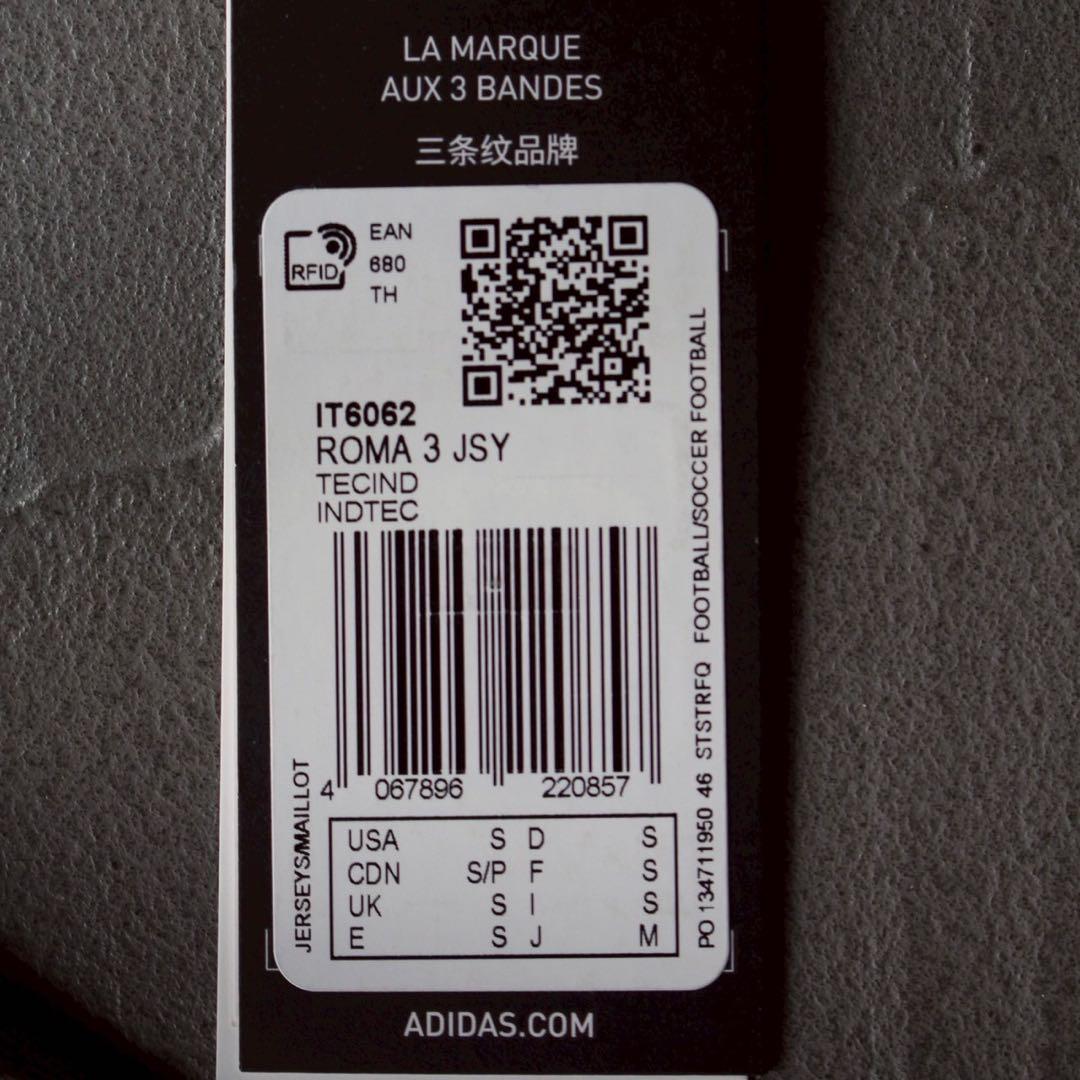 LA MARQUE
AUX 3 BANDES
三条纹品牌
RFID
EAN
680
TH
IT6062
ROMA 3 JSY
TECIND
INDTEC
4 067896 220857
JERSEYS/MAILLOT
PO 134711950 46 STSTRFQ FOOTBALL/SOCCER FOOTBALL
USA S D S
CDN S/P F S
UK S I S
E S J M
ADIDAS.COM